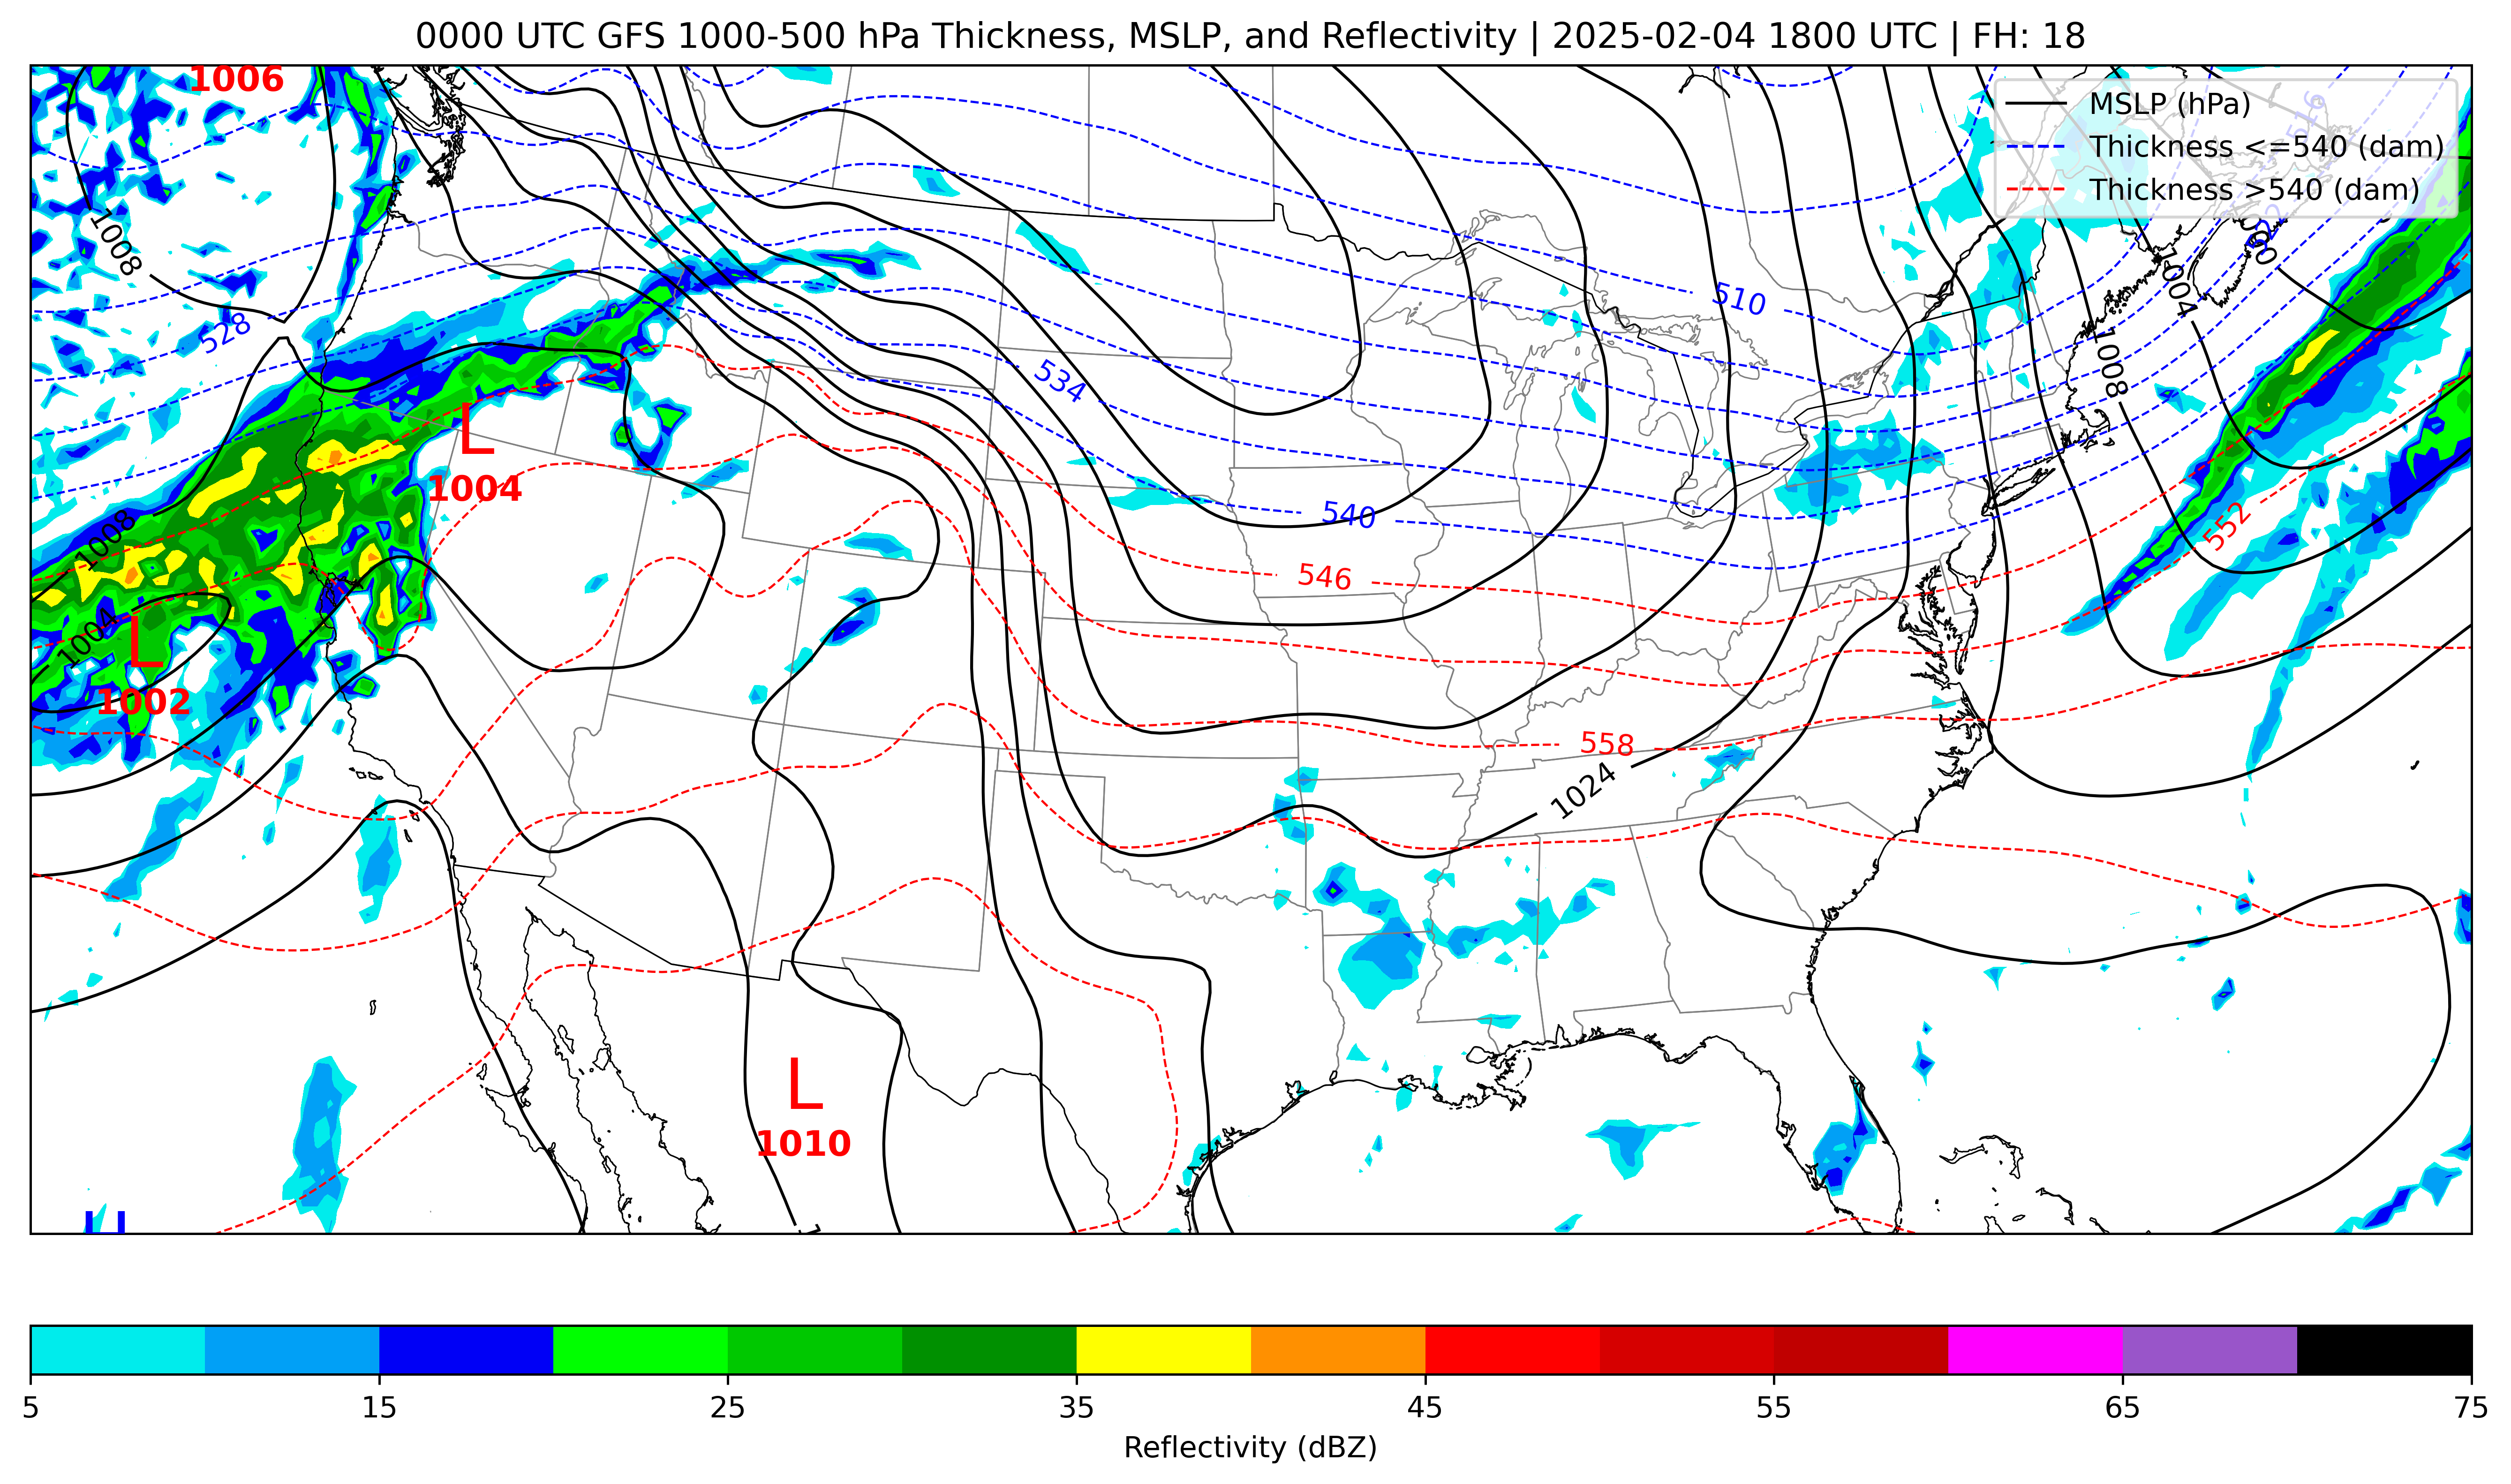 0000 UTC GFS 1000-500 hPa Thickness, MSLP, and Reflectivity | 2025-02-04 1800 UTC | FH: 18
1006
MSLP (hPa)
Thickness <=540 (dam)
Thickness >540 (dam)
516
1008
1004
510
528
1008
534
L
1004
540
552
1008
546
1004
L
1002
558
1024
L
1010
5 15 25 35 45 55 65 75
Reflectivity (dBZ)